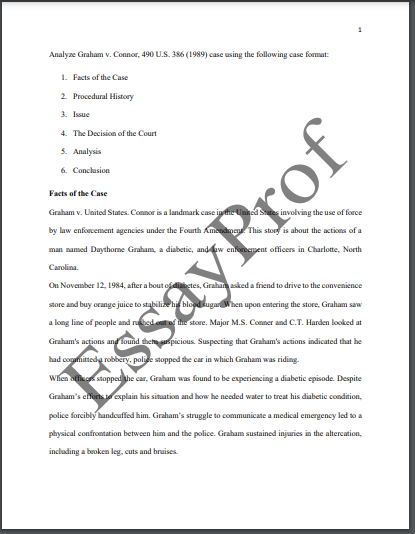 1
Analyze Graham v. Connor, 490 U.S. 386 (1989) case using the following case format:
1. Facts of the Case
2. Procedural History
3. Issue
4. The Decision of the Court
5. Analysis
6. Conclusion
Facts of the Case
Graham v. United States. Connor is a landmark case in the United States involving the use of force
by law enforcement agencies under the Fourth Amendment. This story is about the actions of a
man named Daythorne Graham, a diabetic, and law enforcement officers in Charlotte, North
Carolina.
On November 12, 1984, after a bout of diabetes, Graham asked a friend to drive to the convenience
store and buy orange juice to stabilize his blood sugar. When upon entering the store, Graham saw
a long line of people and rushed out of the store. Major M.S. Conner and C.T. Harden looked at
Graham's actions and found them suspicious. Suspecting that Graham's actions indicated that he
had committed a robbery, police stopped the car in which Graham was riding.
When officers stopped the car, Graham was found to be experiencing a diabetic episode. Despite
Graham's efforts to explain his situation and how he needed water to treat his diabetic condition,
police forcibly handcuffed him. Graham's struggle to communicate a medical emergency led to a
physical confrontation between him and the police. Graham sustained injuries in the altercation,
including a broken leg, cuts and bruises.
EssayProf